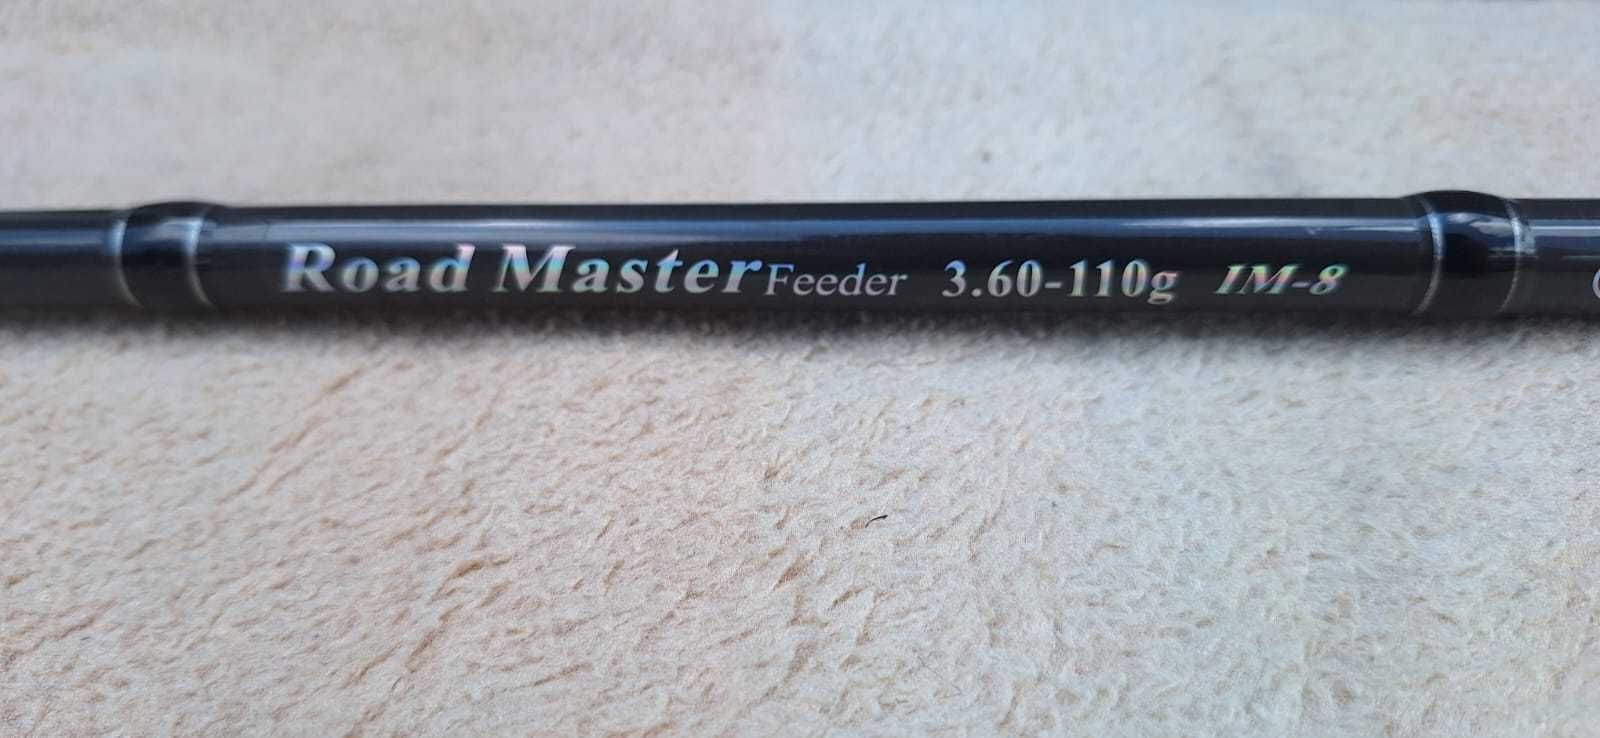 Road Master Feeder 3.60-110g IM-8